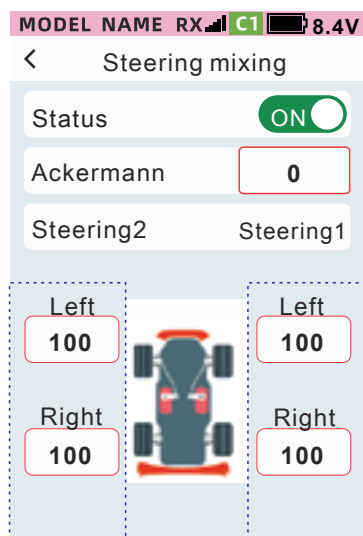 MODEL NAME RX C1 8.4V
Steering mixing
Status ON
Ackermann 0
Steering2 Steering1
Left Left
100 100
Right Right
100 100